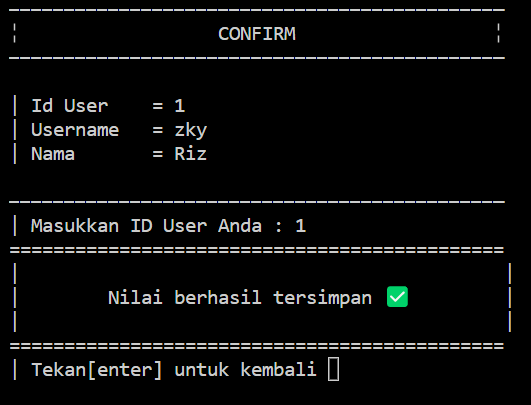 CONFIRM
| Id User = 1
| Username = zky
| Nama = Riz
| Masukkan ID User Anda : 1
Nilai berhasil tersimpan ✅
| Tekan[enter] untuk kembali